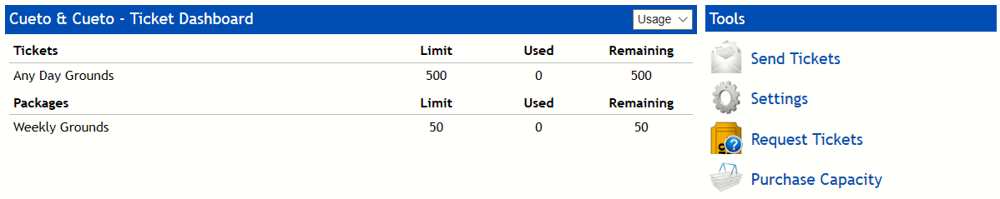 Cueto & Cueto - Ticket Dashboard
Usage
Tickets Limit Used Remaining
Any Day Grounds 500 0 500
Packages Limit Used Remaining
Weekly Grounds 50 0 50
Tools
Send Tickets
Settings
Request Tickets
Purchase Capacity